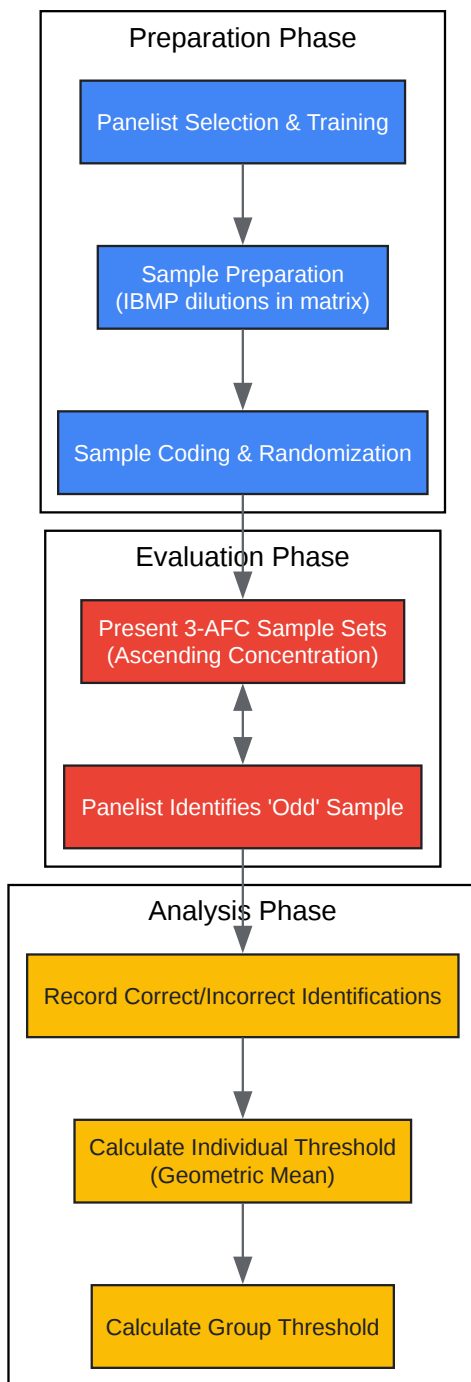 Preparation Phase
Panelist Selection & Training
Sample Preparation
(IBMP dilutions in matrix)
Sample Coding & Randomization
Evaluation Phase
Present 3-AFC Sample Sets
(Ascending Concentration)
Panelist Identifies 'Odd' Sample
Analysis Phase
Record Correct/Incorrect Identifications
Calculate Individual Threshold
(Geometric Mean)
Calculate Group Threshold